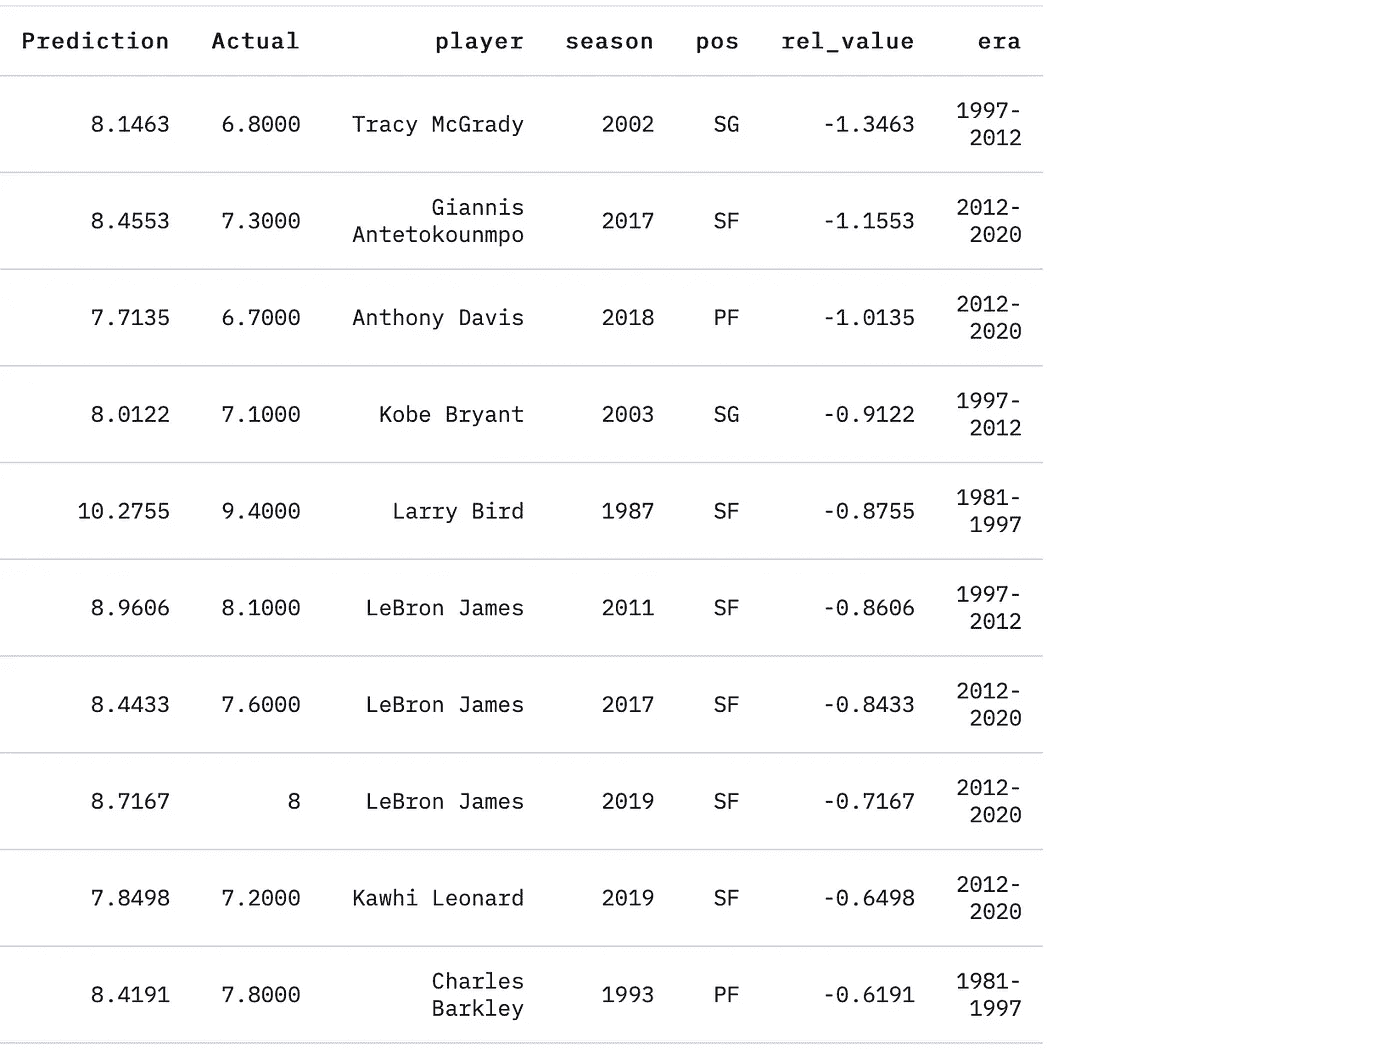 Prediction Actual player season pos rel_value era
8.1463 6.8000 Tracy McGrady 2002 SG -1.3463 1997-
2012
8.4553 7.3000 Giannis
Antetokounmpo 2017 SF -1.1553 2012-
2020
7.7135 6.7000 Anthony Davis 2018 PF -1.0135 2012-
2020
8.0122 7.1000 Kobe Bryant 2003 SG -0.9122 1997-
2012
10.2755 9.4000 Larry Bird 1987 SF -0.8755 1981-
1997
8.9606 8.1000 LeBron James 2011 SF -0.8606 1997-
2012
8.4433 7.6000 LeBron James 2017 SF -0.8433 2012-
2020
8.7167 8 LeBron James 2019 SF -0.7167 2012-
2020
7.8498 7.2000 Kawhi Leonard 2019 SF -0.6498 2012-
2020
8.4191 7.8000 Charles
Barkley 1993 PF -0.6191 1981-
1997